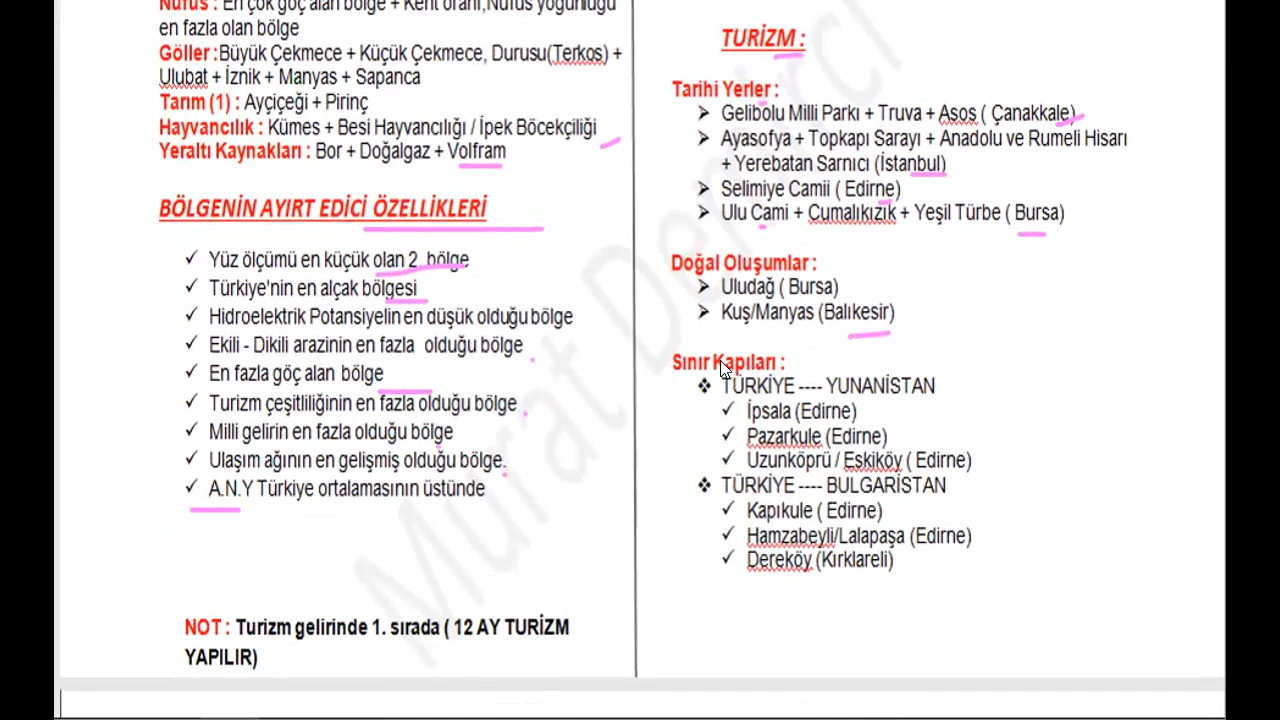 Nüfus : En çok göç alan bölge + Kent oranı,Nüfus yoğunluğu
en fazla olan bölge
Göller :Büyük Çekmece + Küçük Çekmece, Durusu(Terkos) +
Ulubat + İznik + Manyas + Sapanca
Tarım (1) : Ayçiçeği + Pirinç
Hayvancılık : Kümes + Besi Hayvancılığı / İpek Böcekçiliği
Yeraltı Kaynakları : Bor + Doğalgaz + Volfram
BÖLGENİN AYIRT EDİCİ ÖZELLİKLERİ
✓ Yüz ölçümü en küçük olan 2. bölge
✓ Türkiye'nin en alçak bölgesi
✓ Hidroelektrik Potansiyelin en düşük olduğu bölge
✓ Ekili - Dikili arazinin en fazla olduğu bölge
✓ En fazla göç alan bölge
✓ Turizm çeşitliliğinin en fazla olduğu bölge
✓ Milli gelirin en fazla olduğu bölge
✓ Ulaşım ağının en gelişmiş olduğu bölge.
✓ A.N.Y Türkiye ortalamasının üstünde
NOT : Turizm gelirinde 1. sırada ( 12 AY TURİZM
YAPILIR)
TURİZM :
Tarihi Yerler :
➢ Gelibolu Milli Parkı + Truva + Asos ( Çanakkale)
➢ Ayasofya + Topkapı Sarayı + Anadolu ve Rumeli Hisarı
+ Yerebatan Sarnıcı (İstanbul)
➢ Selimiye Camii ( Edirne)
➢ Ulu Cami + Cumalıkızık + Yeşil Türbe ( Bursa)
Doğal Oluşumlar :
➢ Uludağ ( Bursa)
➢ Kuş/Manyas (Balıkesir)
Sınır Kapıları :
❖ TÜRKİYE ---- YUNANİSTAN
✓ İpsala (Edirne)
✓ Pazarkule (Edirne)
✓ Uzunköprü / Eskiköy ( Edirne)
❖ TÜRKİYE ---- BULGARİSTAN
✓ Kapıkule ( Edirne)
✓ Hamzabeyli/Lalapaşa (Edirne)
✓ Dereköy (Kırklareli)
Murat Demirci